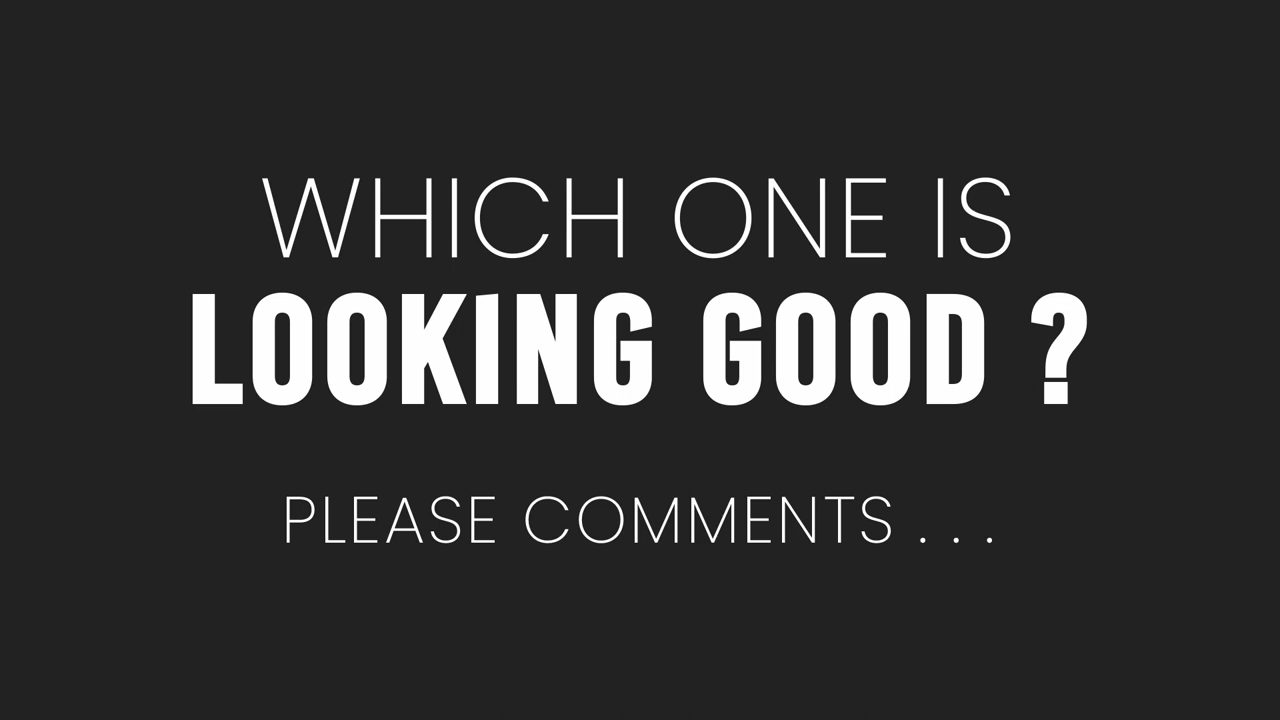 WHICH ONE IS
LOOKING GOOD ?
PLEASE COMMENTS . . .